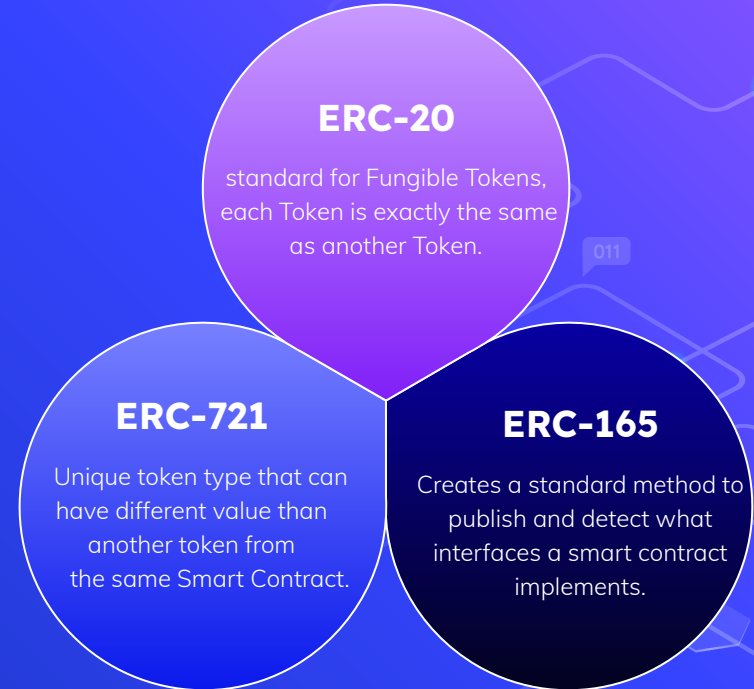 ERC-20
standard for Fungible Tokens,
each Token is exactly the same
as another Token.
011
ERC-721
Unique token type that can
have different value than
another token from
the same Smart Contract.
ERC-165
Creates a standard method to
publish and detect what
interfaces a smart contract
implements.